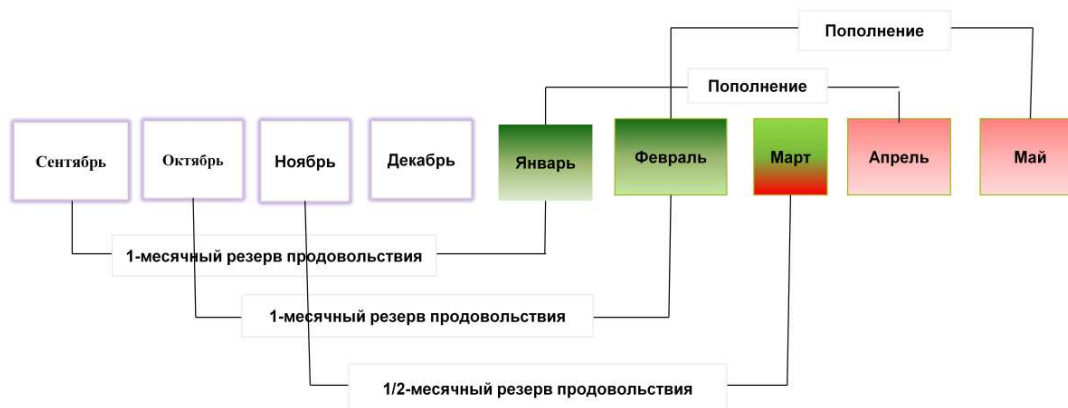 Пополнение
Пополнение
Сентябрь
Октябрь
Ноябрь
Декабрь
Январь
Февраль
Март
Апрель
Май
1-месячный резерв продовольствия
1-месячный резерв продовольствия
1/2-месячный резерв продовольствия